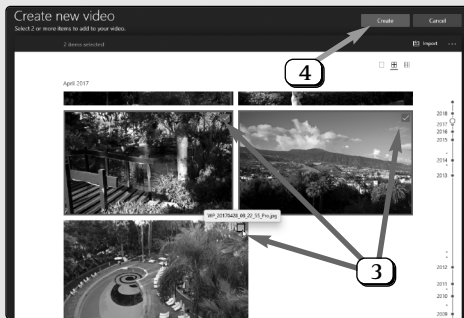 Create new video
Select 2 or more items to add to your video.
Create
Cancel
2 items selected
Import
4
April 2017
2018
2017
2016
2015
2014
2013
WP_20170428_09_22_55_Pro.jpg
3
2012
2011
2010
2009